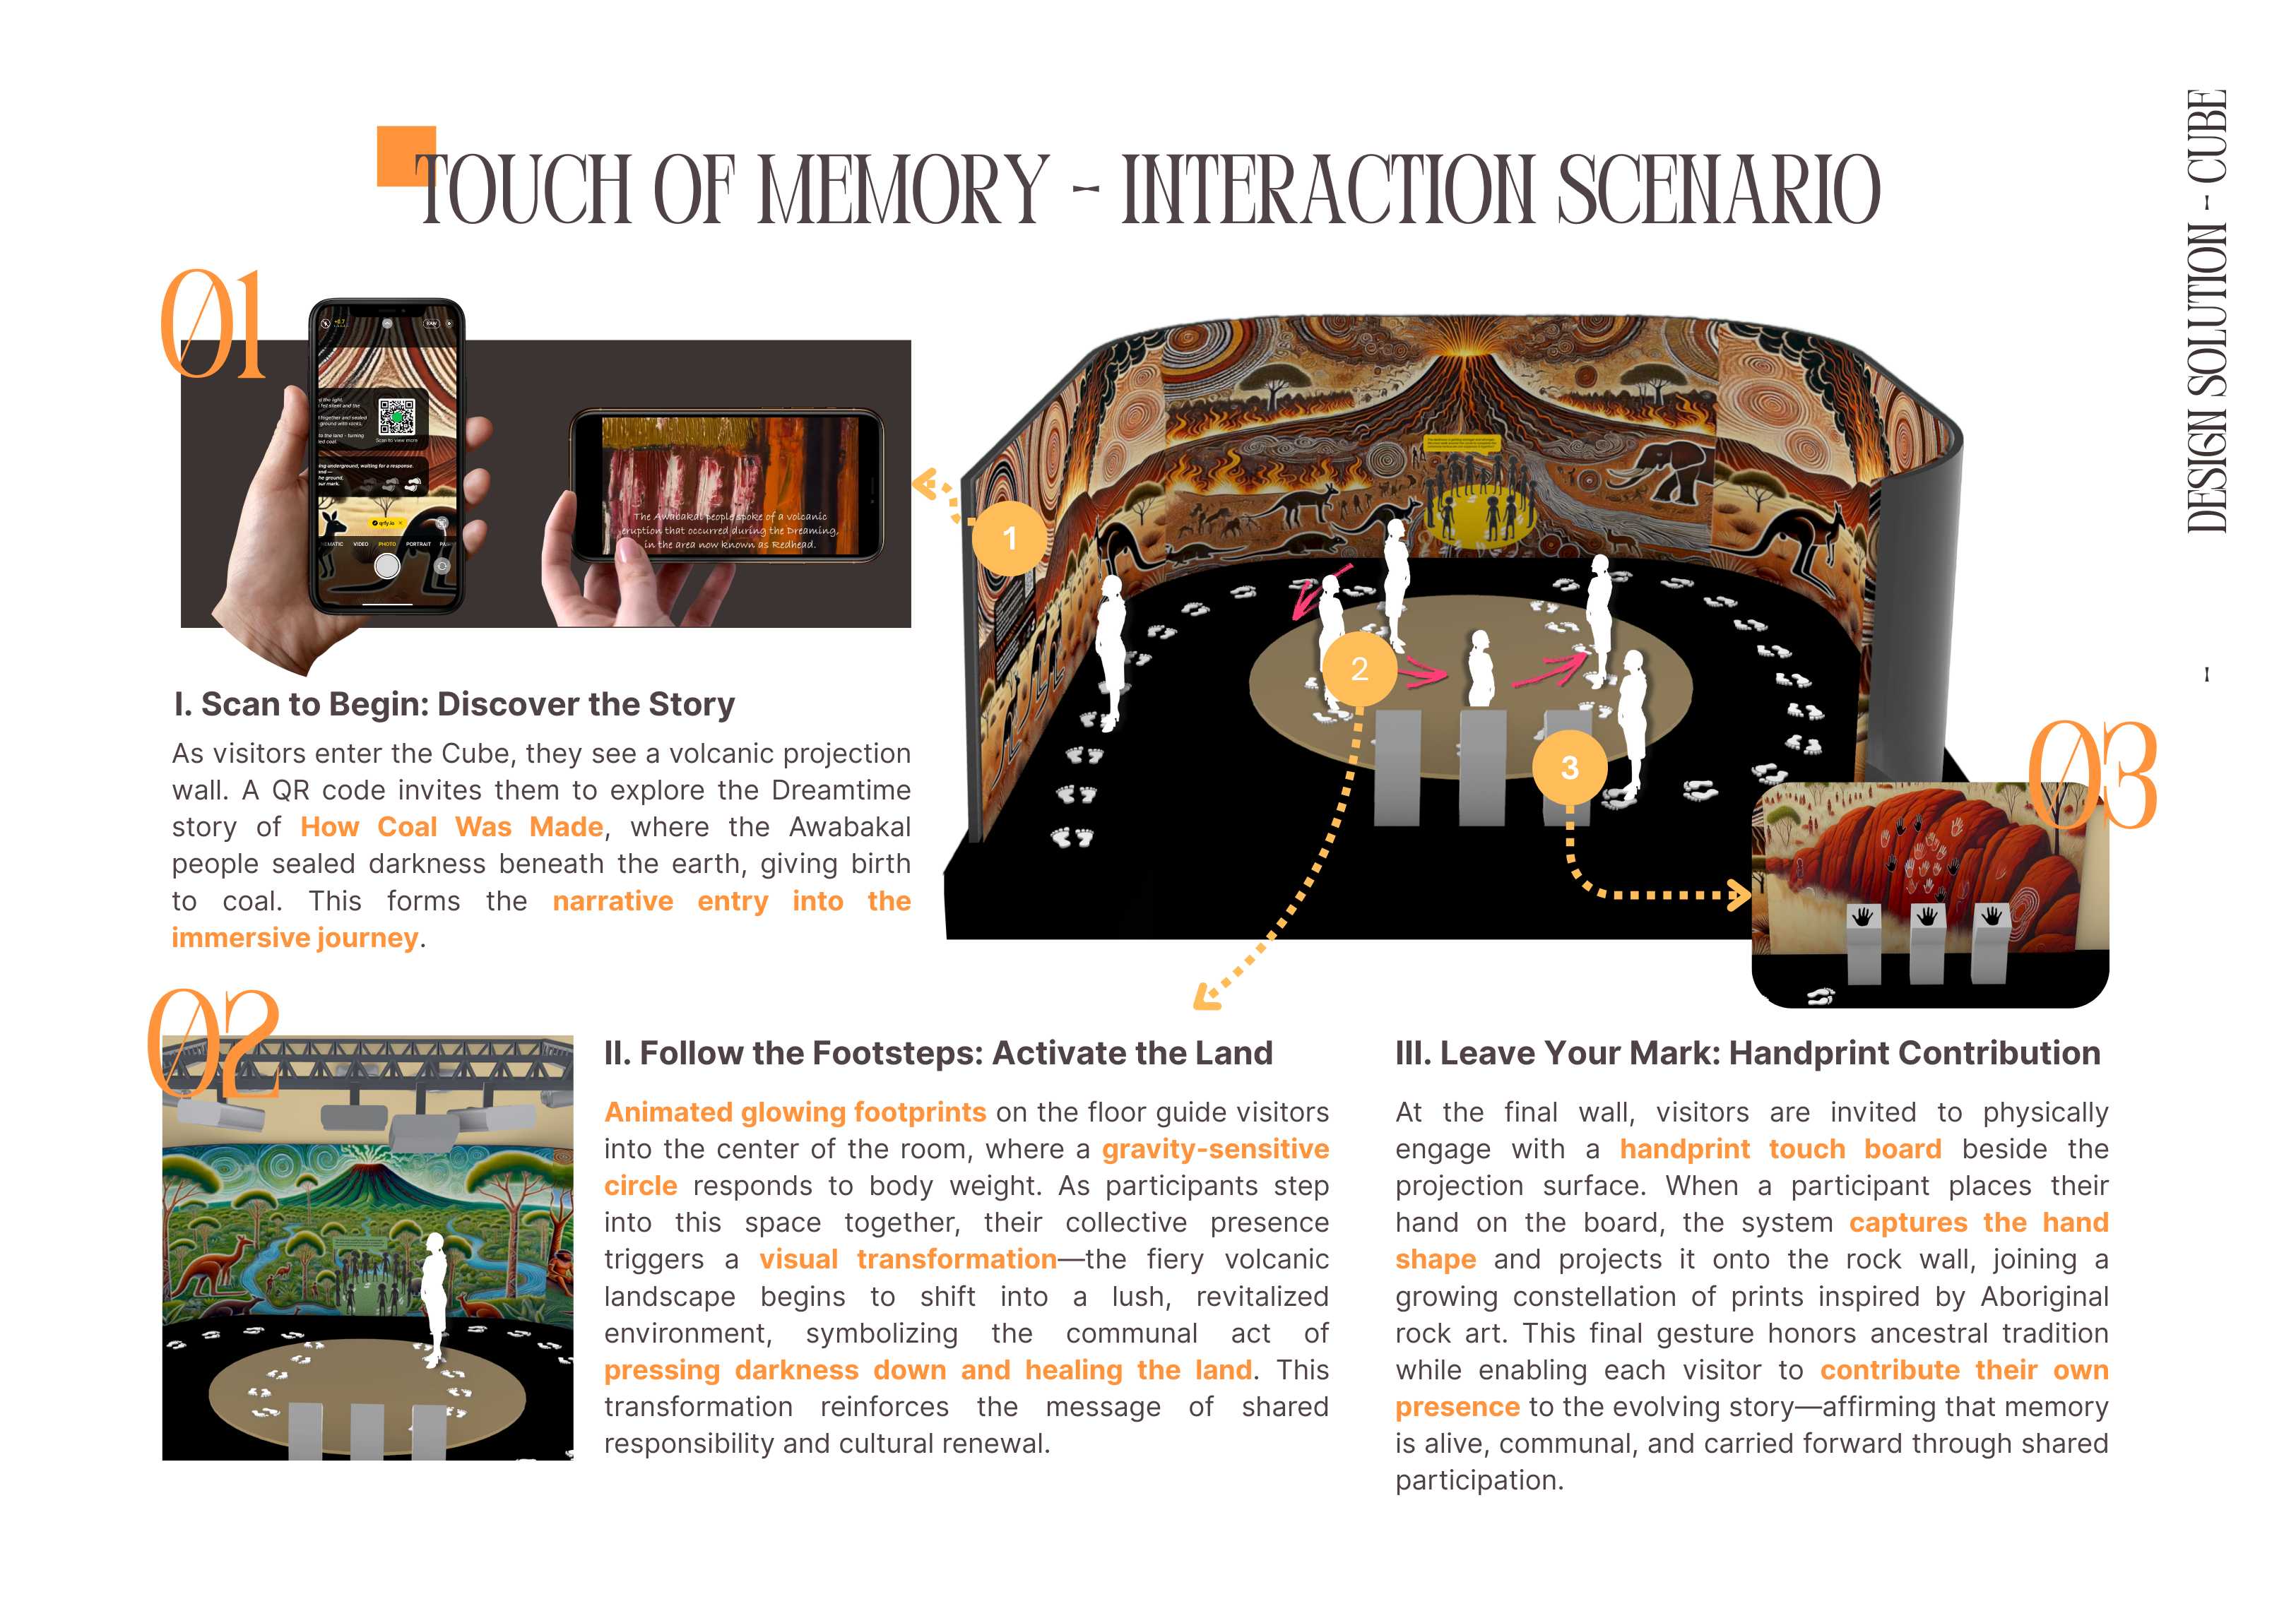 TOUCH OF MEMORY - INTERACTION SCENARIO
DESIGN SOLUTION - CUBE
01
Scan to view more
VIDEO PHOTO PORTRAIT
The Awabakal people spoke of a volcanic
eruption that occurred during the Dreaming,
in the area now known as Redhead.
1
2
3
I. Scan to Begin: Discover the Story
As visitors enter the Cube, they see a volcanic projection
wall. A QR code invites them to explore the Dreamtime
story of How Coal Was Made, where the Awabakal
people sealed darkness beneath the earth, giving birth
to coal. This forms the narrative entry into the
immersive journey.
02
II. Follow the Footsteps: Activate the Land
Animated glowing footprints on the floor guide visitors
into the center of the room, where a gravity-sensitive
circle responds to body weight. As participants step
into this space together, their collective presence
triggers a visual transformation—the fiery volcanic
landscape begins to shift into a lush, revitalized
environment, symbolizing the communal act of
pressing darkness down and healing the land. This
transformation reinforces the message of shared
responsibility and cultural renewal.
03
III. Leave Your Mark: Handprint Contribution
At the final wall, visitors are invited to physically
engage with a handprint touch board beside the
projection surface. When a participant places their
hand on the board, the system captures the hand
shape and projects it onto the rock wall, joining a
growing constellation of prints inspired by Aboriginal
rock art. This final gesture honors ancestral tradition
while enabling each visitor to contribute their own
presence to the evolving story—affirming that memory
is alive, communal, and carried forward through shared
participation.